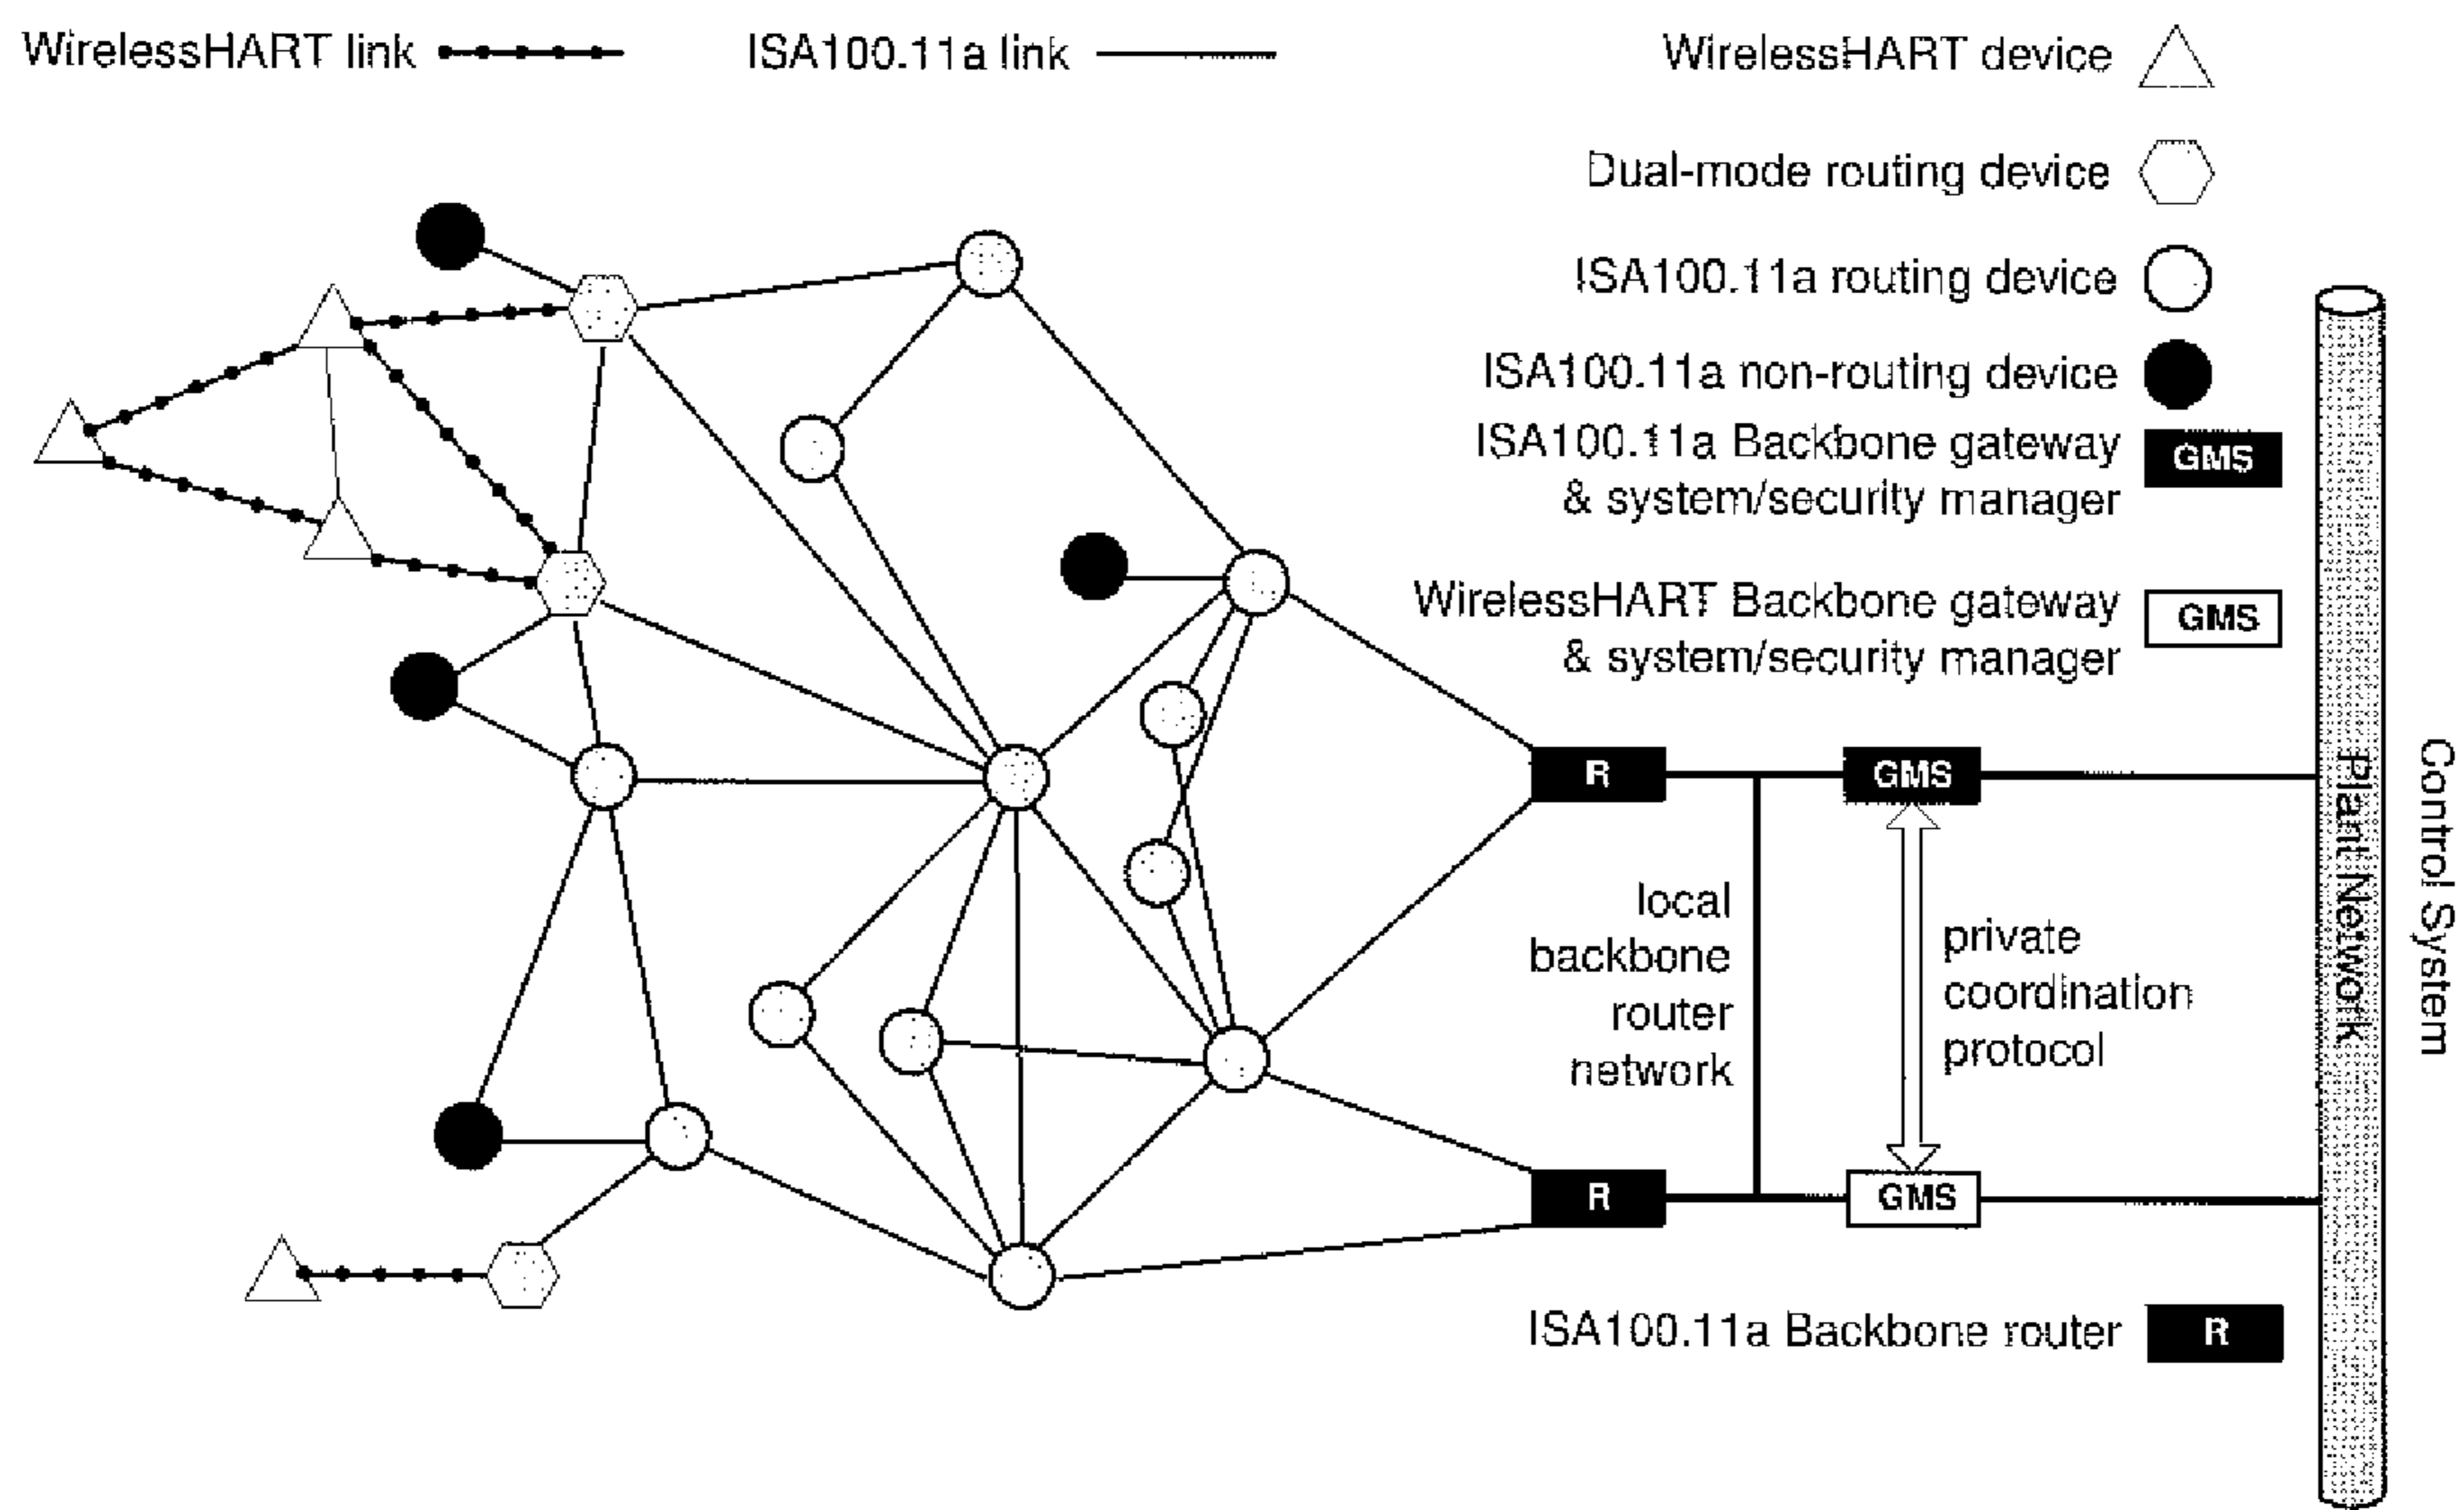 WirelessHART link
ISA100.11a link
WirelessHART device
Dual-mode routing device
ISA100.11a routing device
ISA100.11a non-routing device
ISA100.11a Backbone gateway
& system/security manager
GMS
WirelessHART Backbone gateway
& system/security manager
GMS
R
GMS
local
backbone
router
network
private
coordination
protocol
Plant Network
Control System
R
GMS
ISA100.11a Backbone router
R